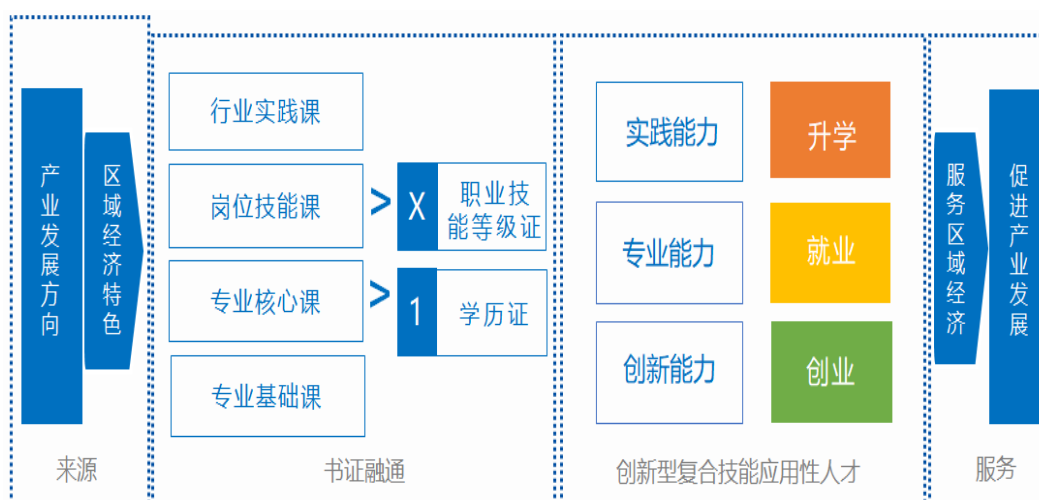 产业发展方向
区域经济特色
来源
行业实践课
岗位技能课
专业核心课
专业基础课
>
X
职业技
能等级证
>
1
学历证
书证融通
实践能力
专业能力
创新能力
升学
就业
创业
创新型复合技能应用性人才
服务区域经济
促进产业发展
服务